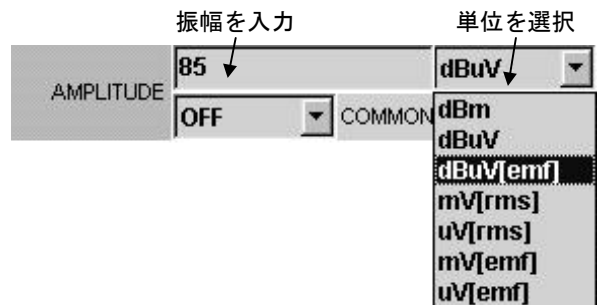 振幅を入力 単位を選択
AMPLITUDE 85 dBuV
OFF COMMON
dBm
dBuV
dBuV[emf]
mV[rms]
uV[rms]
mV[emf]
uV[emf]